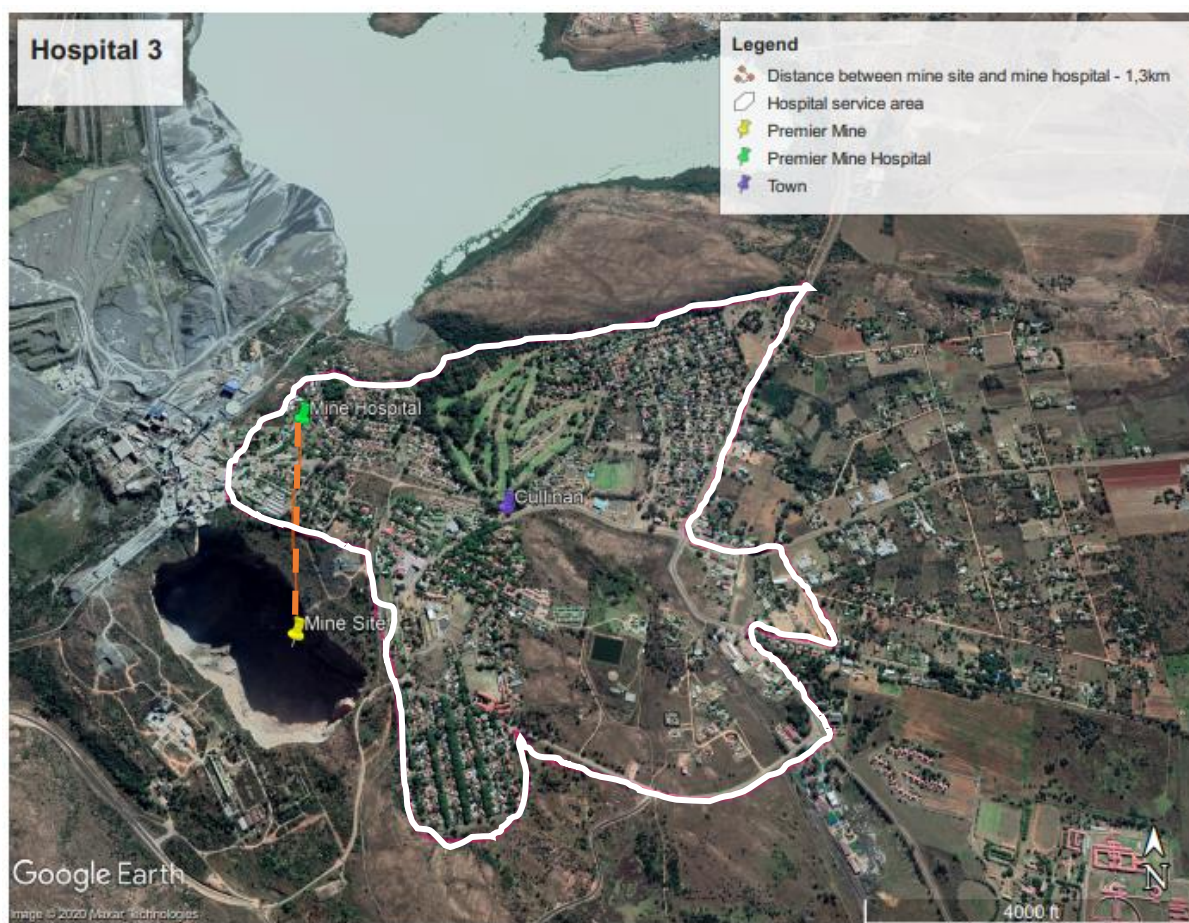 Hospital 3
Legend
Distance between mine site and mine hospital - 1,3km
Hospital service area
Premier Mine
Premier Mine Hospital
Town
Mine Hospital
Cullinan
Mine Site
Google Earth
N
Image © 2020 Maxar Technologies
4000 ft